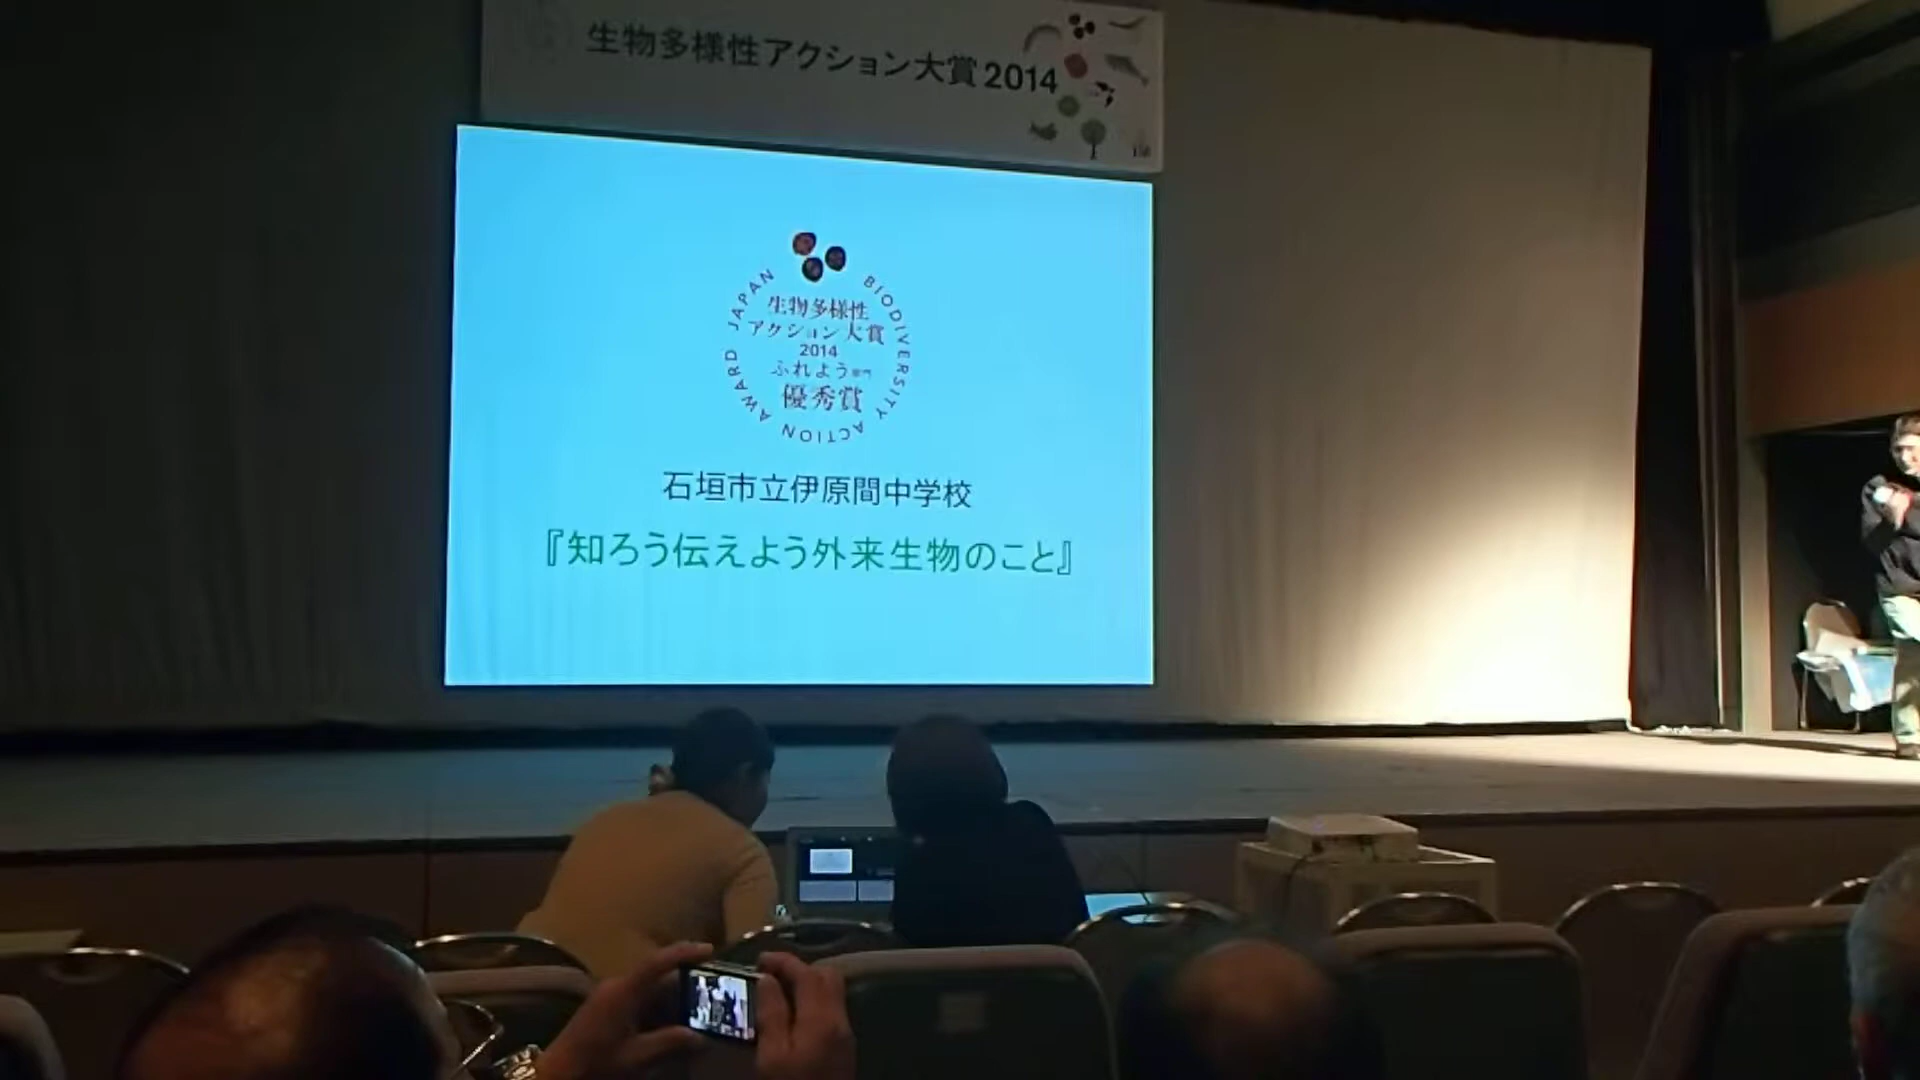 生物多様性アクション大賞2014
JAPAN BIODIVERSITY ACTION AWARD
生物多様性
アクション大賞
2014
ふれよう
優秀賞
石垣市立伊原間中学校
『知ろう伝えよう外来生物のこと』